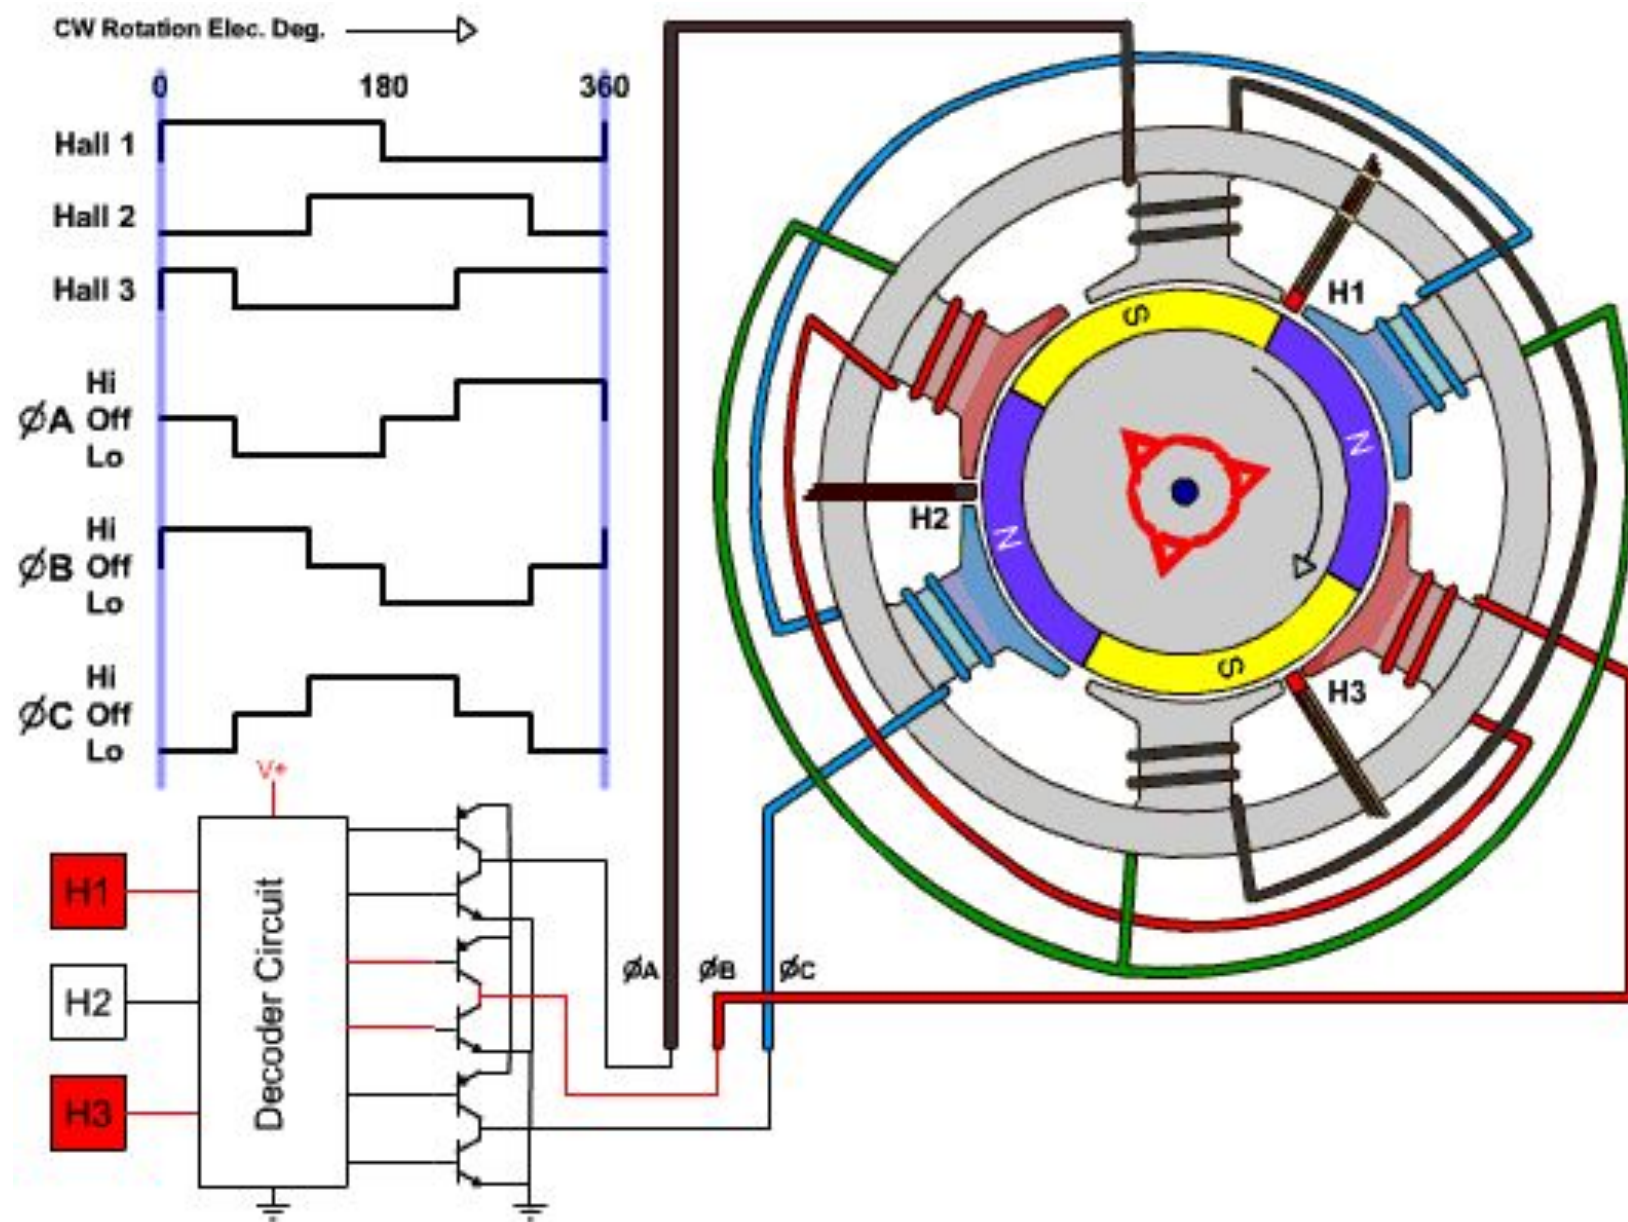 CW Rotation Elec. Deg.
0 180 360
Hall 1
Hall 2
Hall 3
Hi
ØA Off
Lo
Hi
ØB Off
Lo
Hi
ØC Off
Lo
V+
H1
H2
H3
Decoder Circuit
ØA ØB ØC
H1
H2
H3
S
N
N
S